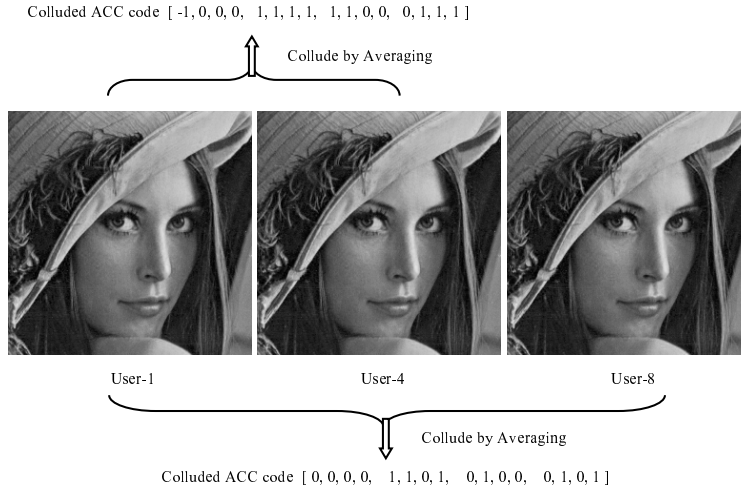 Colluded ACC code [ -1, 0, 0, 0, 1, 1, 1, 1, 1, 1, 0, 0, 0, 1, 1, 1 ]
Collude by Averaging
User-1 User-4 User-8
Collude by Averaging
Colluded ACC code [ 0, 0, 0, 0, 1, 1, 0, 1, 0, 1, 0, 0, 0, 1, 0, 1 ]